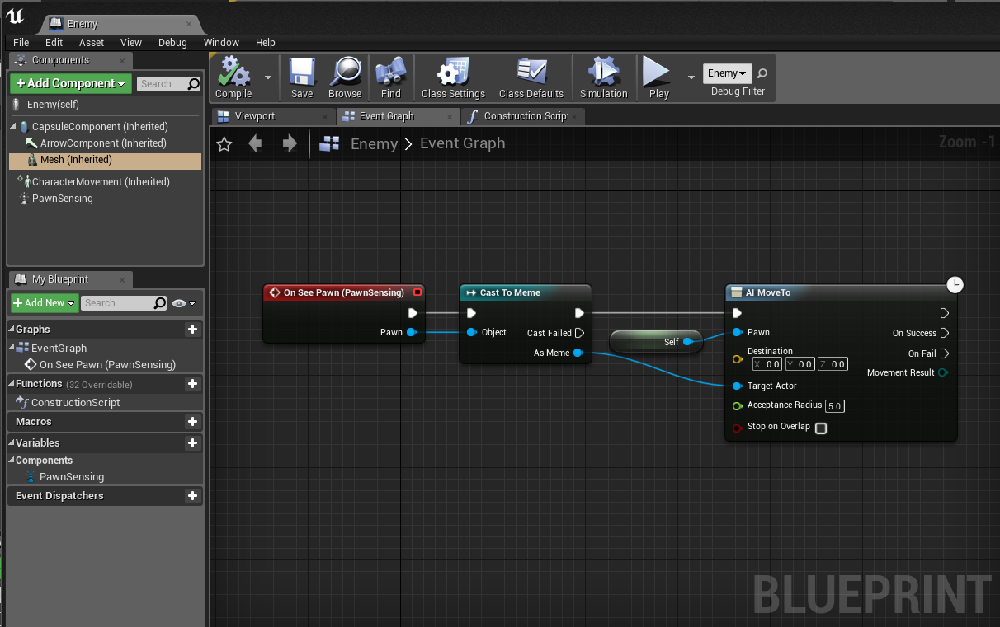 Enemy
File Edit Asset View Debug Window Help
Components
Add Component
Search
Enemy(self)
CapsuleComponent (Inherited)
ArrowComponent (Inherited)
Mesh (Inherited)
CharacterMovement (Inherited)
PawnSensing
My Blueprint
Add New
Search
Graphs
EventGraph
On See Pawn (PawnSensing)
Functions (32 Overridable)
ConstructionScript
Macros
Variables
Components
PawnSensing
Event Dispatchers
Compile
Save
Browse
Find
Class Settings
Class Defaults
Simulation
Play
Enemy
Debug Filter
Viewport
Event Graph
Construction Scrip
Enemy > Event Graph
Zoom -1
On See Pawn (PawnSensing)
Pawn
Cast To Meme
Object
Cast Failed
As Meme
Self
AI MoveTo
Pawn
On Success
Destination
X 0.0 Y 0.0 Z 0.0
On Fail
Movement Result
Target Actor
Acceptance Radius 5.0
Stop on Overlap
BLUEPRINT